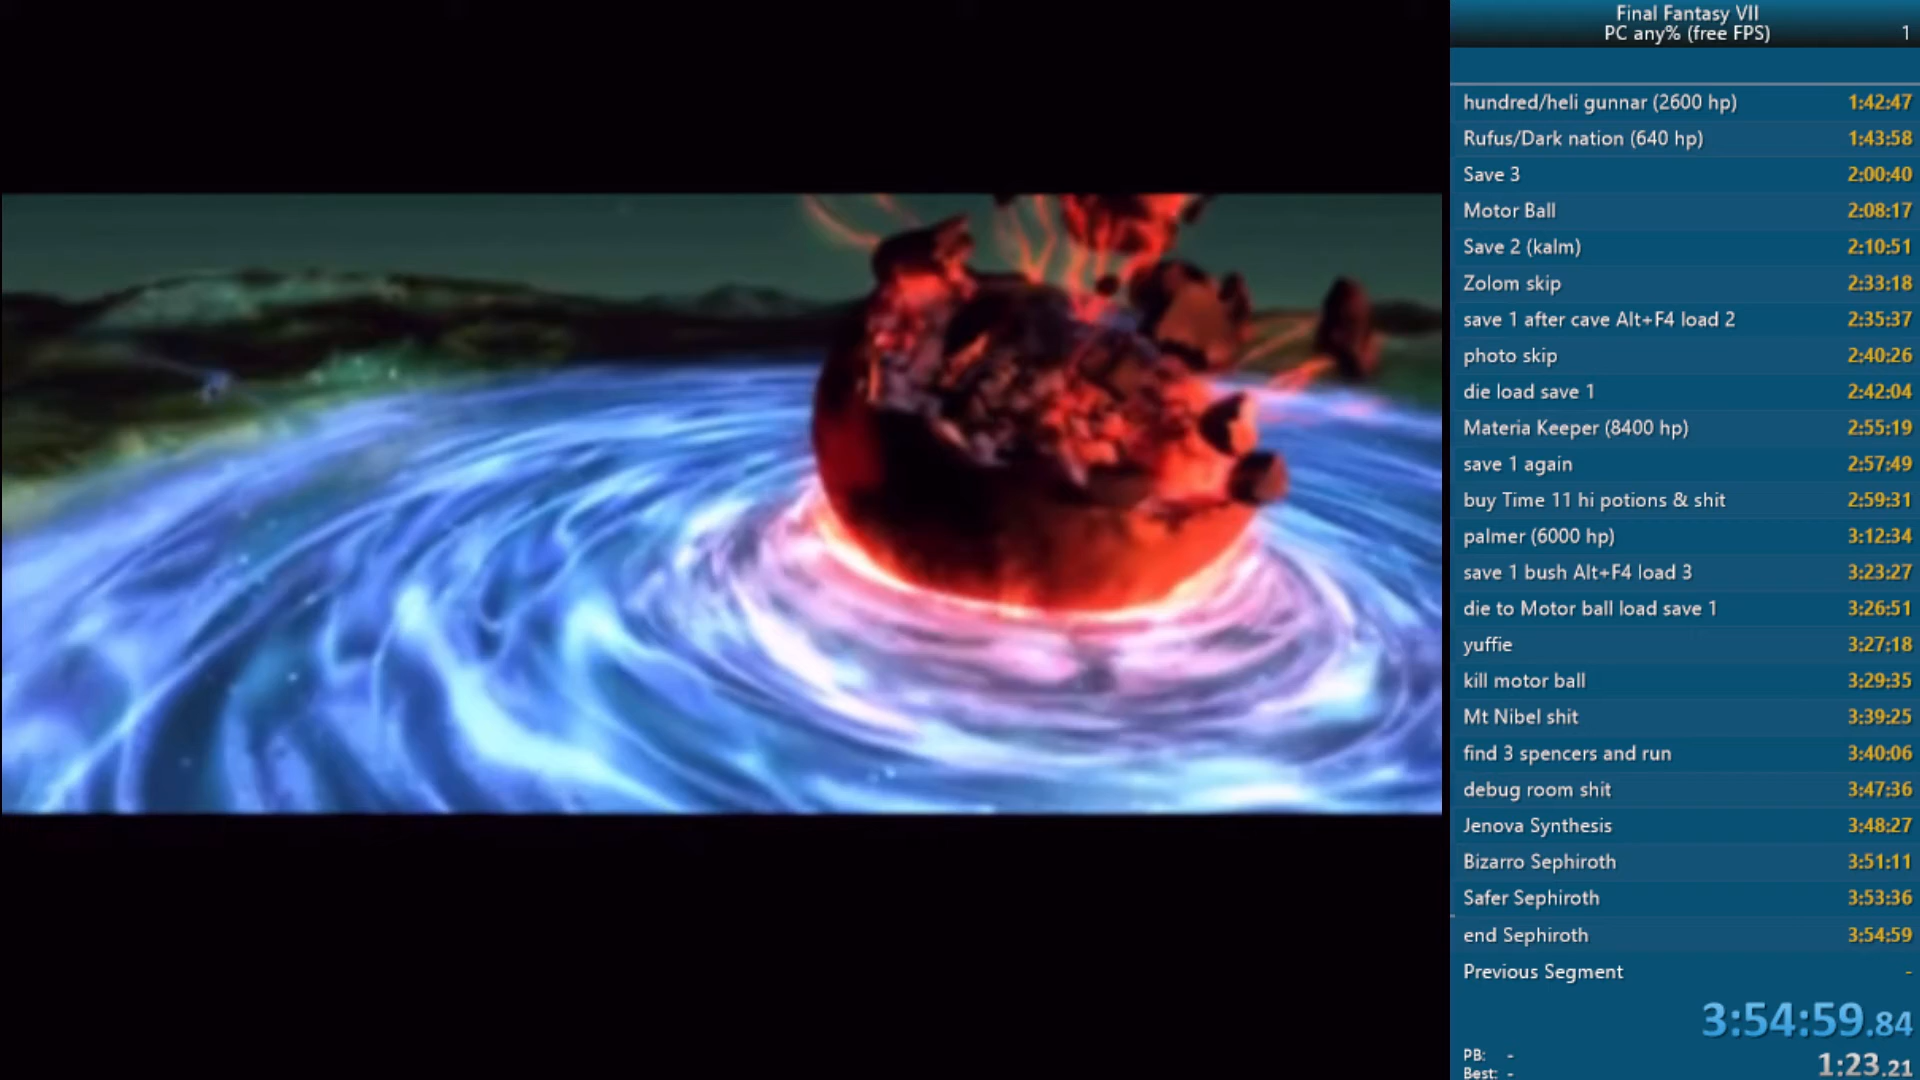 Final Fantasy VII
PC any% (free FPS) 1
hundred/heli gunnar (2600 hp) 1:42:47
Rufus/Dark nation (640 hp) 1:43:58
Save 3 2:00:40
Motor Ball 2:08:17
Save 2 (kalm) 2:10:51
Zolom skip 2:33:18
save 1 after cave Alt+F4 load 2 2:35:37
photo skip 2:40:26
die load save 1 2:42:04
Materia Keeper (8400 hp) 2:55:19
save 1 again 2:57:49
buy Time 11 hi potions & shit 2:59:31
palmer (6000 hp) 3:12:34
save 1 bush Alt+F4 load 3 3:23:27
die to Motor ball load save 1 3:26:51
yuffie 3:27:18
kill motor ball 3:29:35
Mt Nibel shit 3:39:25
find 3 spencers and run 3:40:06
debug room shit 3:47:36
Jenova Synthesis 3:48:27
Bizarro Sephiroth 3:51:11
Safer Sephiroth 3:53:36
end Sephiroth 3:54:59
Previous Segment -
3:54:59.84
PB: -
Best: - 1:23.21